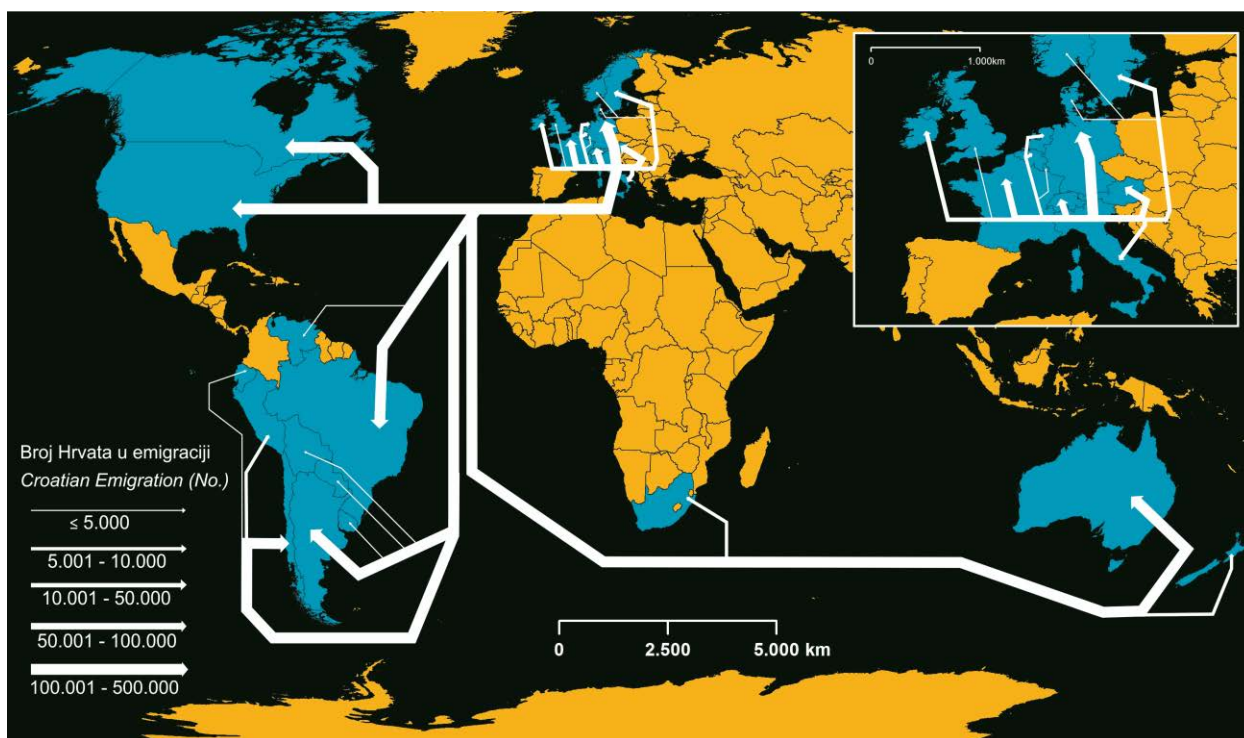 0 1.000km
Broj Hrvata u emigraciji
Croatian Emigration (No.)
≤ 5.000
5.001 - 10.000
10.001 - 50.000
50.001 - 100.000
100.001 - 500.000
0 2.500 5.000 km